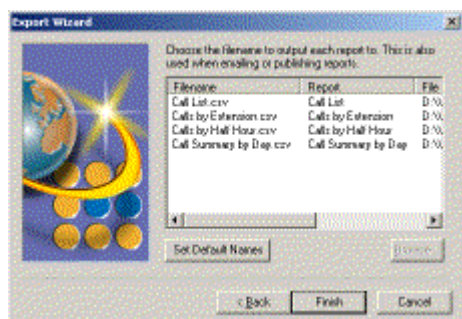 Export Wizard
Choose the filename to output each report to. This is also
used when emailing or publishing reports.
Filename Report File
Call List.csv Call List D:\
Calls by Extension.csv Calls by Extension D:\
Calls by Half Hour.csv Calls by Half Hour D:\
Call Summary by Day.csv Call Summary by Day D:\
Set Default Names
< Back Finish Cancel